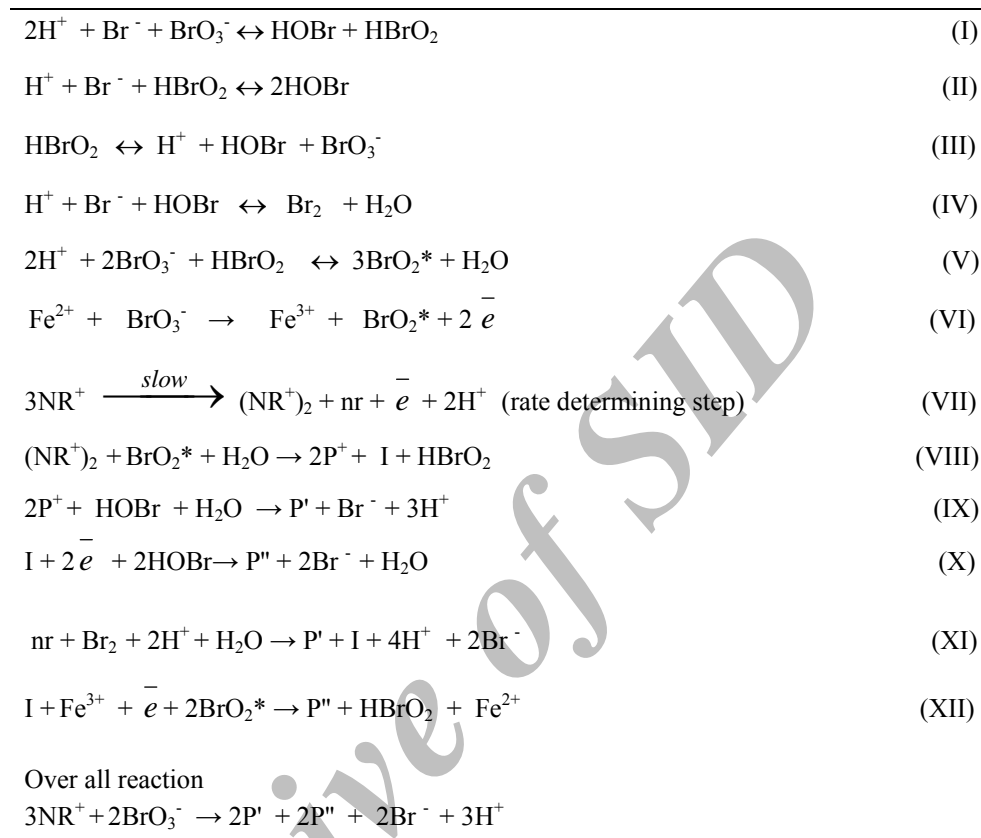 2H⁺ + Br ⁻ + BrO₃⁻ ↔ HOBr + HBrO₂ (I)
H⁺ + Br ⁻ + HBrO₂ ↔ 2HOBr (II)
HBrO₂ ↔ H⁺ + HOBr + BrO₃⁻ (III)
H⁺ + Br ⁻ + HOBr ↔ Br₂ + H₂O (IV)
2H⁺ + 2BrO₃⁻ + HBrO₂ ↔ 3BrO₂* + H₂O (V)
Fe²⁺ + BrO₃⁻ → Fe³⁺ + BrO₂* + 2 e̅ (VI)
3NR⁺ slow→ (NR⁺)₂ + nr + e̅ + 2H⁺ (rate determining step) (VII)
(NR⁺)₂ + BrO₂* + H₂O → 2P⁺ + I + HBrO₂ (VIII)
2P⁺ + HOBr + H₂O → P' + Br ⁻ + 3H⁺ (IX)
I + 2 e̅ + 2HOBr → P" + 2Br ⁻ + H₂O (X)
nr + Br₂ + 2H⁺ + H₂O → P' + I + 4H⁺ + 2Br ⁻ (XI)
I + Fe³⁺ + e̅ + 2BrO₂* → P" + HBrO₂ + Fe²⁺ (XII)
Over all reaction
3NR⁺ + 2BrO₃⁻ → 2P' + 2P" + 2Br ⁻ + 3H⁺
ive of SID